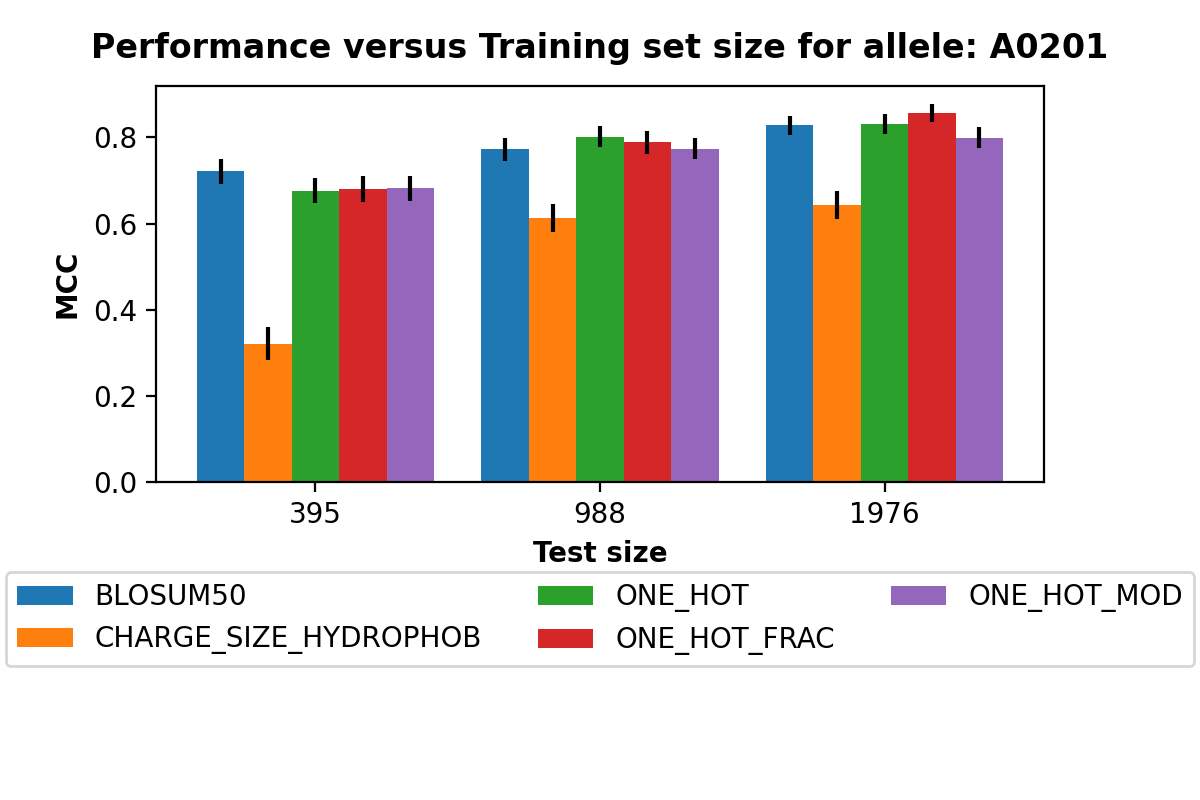 Performance versus Training set size for allele: A0201
MCC
0.8
0.6
0.4
0.2
0.0
395 988 1976
Test size
BLOSUM50 ONE_HOT ONE_HOT_MOD
CHARGE_SIZE_HYDROPHOB ONE_HOT_FRAC